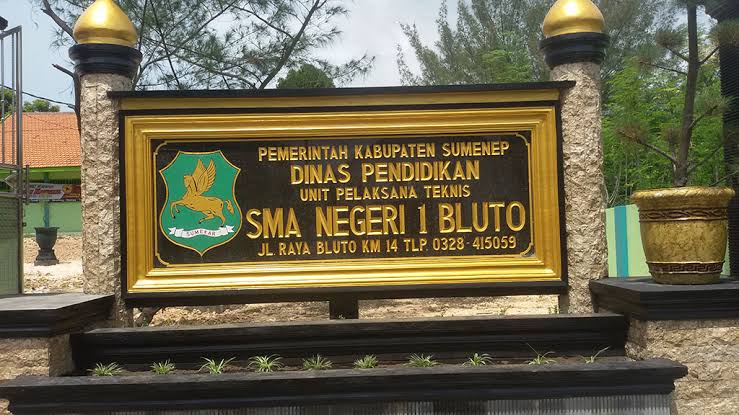 PEMERINTAH KABUPATEN SUMENEP
DINAS PENDIDIKAN
UNIT PELAKSANA TEKNIS
SMA NEGERI 1 BLUTO
JL. RAYA BLUTO KM 14 TLP. 0328 - 415059
SUMEKAR